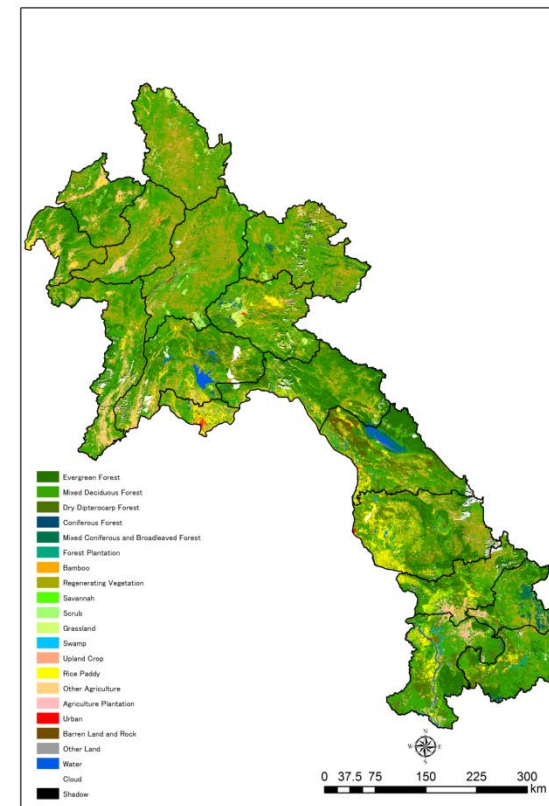 Evergreen Forest
Mixed Deciduous Forest
Dry Dipterocarp Forest
Coniferous Forest
Mixed Coniferous and Broadleaved Forest
Forest Plantation
Bamboo
Regenerating Vegetation
Savannah
Scrub
Grassland
Swamp
Upland Crop
Rice Paddy
Other Agriculture
Agriculture Plantation
Urban
Barren Land and Rock
Other Land
Water
Cloud
Shadow
N
W E
S
0 37.5 75 150 225 300
km